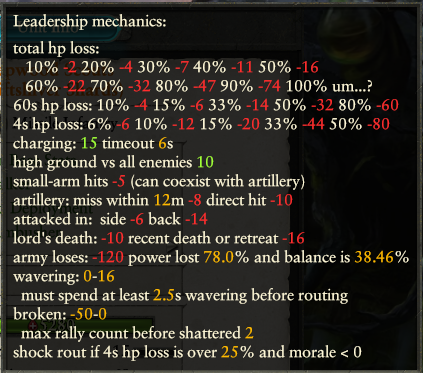 Leadership mechanics:
total hp loss:
10% -2 20% -4 30% -7 40% -11 50% -16
60% -22 70% -32 80% -47 90% -74 100% um...?
60s hp loss: 10% -4 15% -6 33% -14 50% -32 80% -60
4s hp loss: 6% -6 10% -12 15% -20 33% -44 50% -80
charging: 15 timeout 6s
high ground vs all enemies 10
small-arm hits -5 (can coexist with artillery)
artillery: miss within 12m -8 direct hit -10
attacked in: side -6 back -14
lord's death: -10 recent death or retreat -16
army loses: -120 power lost 78.0% and balance is 38.46%
wavering: 0-16
must spend at least 2.5s wavering before routing
broken: -50-0
max rally count before shattered 2
shock rout if 4s hp loss is over 25% and morale < 0